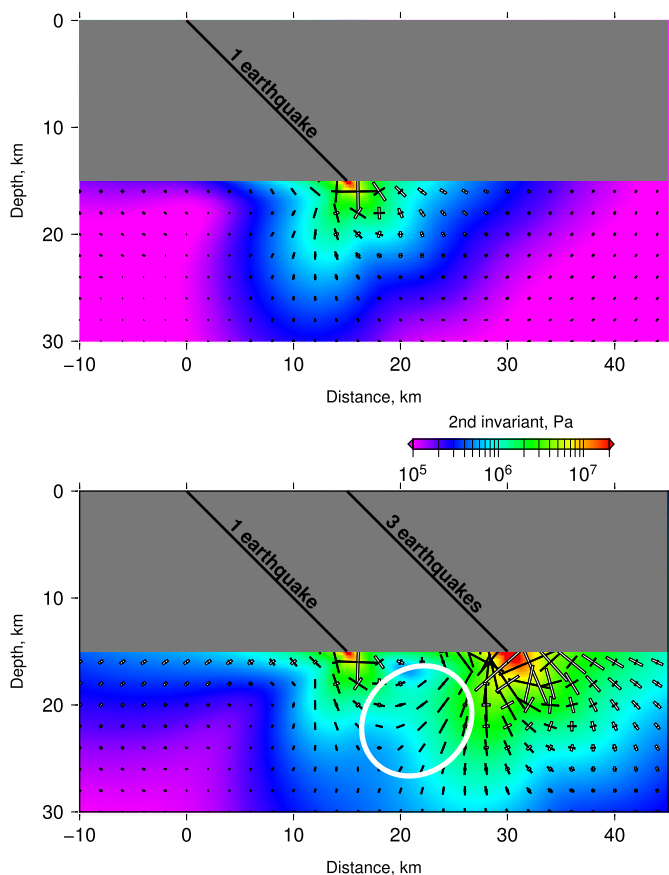 0
10
20
30
Depth, km
1 earthquake
−10 0 10 20 30 40
Distance, km
2nd invariant, Pa
10⁵ 10⁶ 10⁷
0
10
20
30
Depth, km
1 earthquake
3 earthquakes
−10 0 10 20 30 40
Distance, km